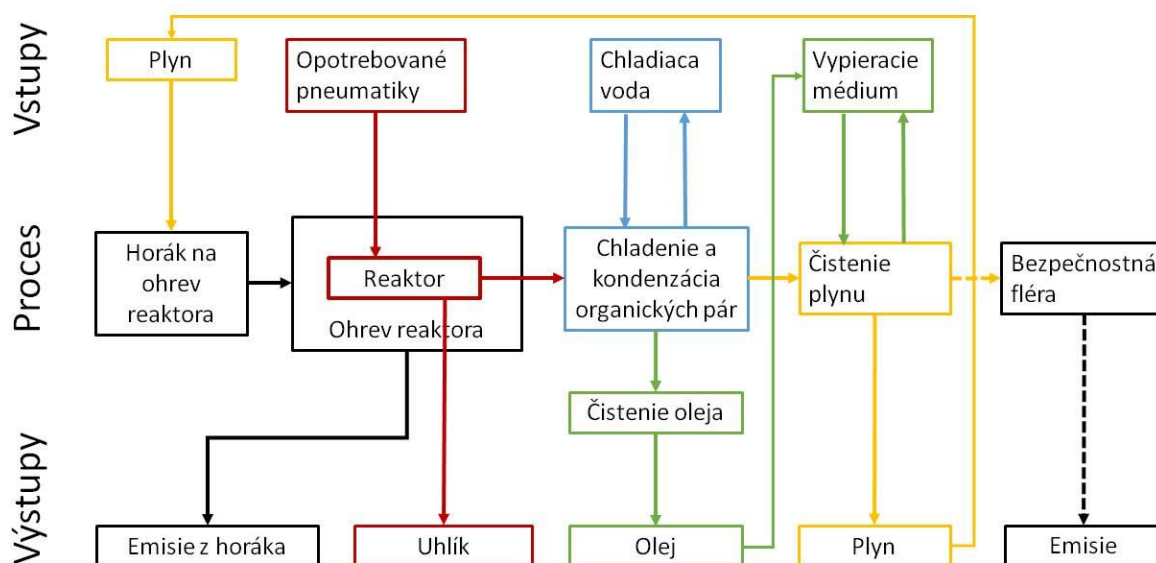 Vstupy
Plyn
Opotrebované
pneumatiky
Chladiaca
voda
Vypieracie
médium
Proces
Horák na
ohrev
reaktora
Reaktor
Ohrev reaktora
Chladenie a
kondenzácia
organických pár
Čistenie
plynu
Bezpečnostná
fléra
Čistenie oleja
Výstupy
Emisie z horáka
Uhlík
Olej
Plyn
Emisie